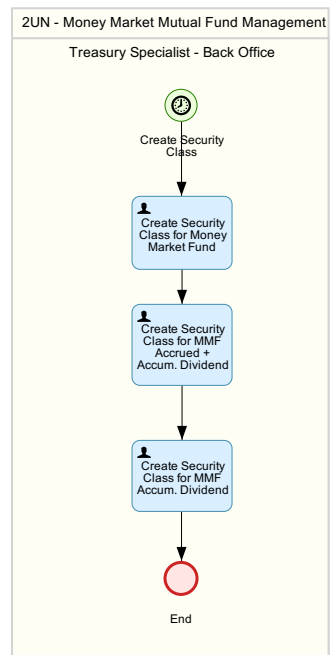 2UN - Money Market Mutual Fund Management
Treasury Specialist - Back Office
Create Security
Class
Create Security
Class for Money
Market Fund
Create Security
Class for MMF
Accrued +
Accum. Dividend
Create Security
Class for MMF
Accum. Dividend
End